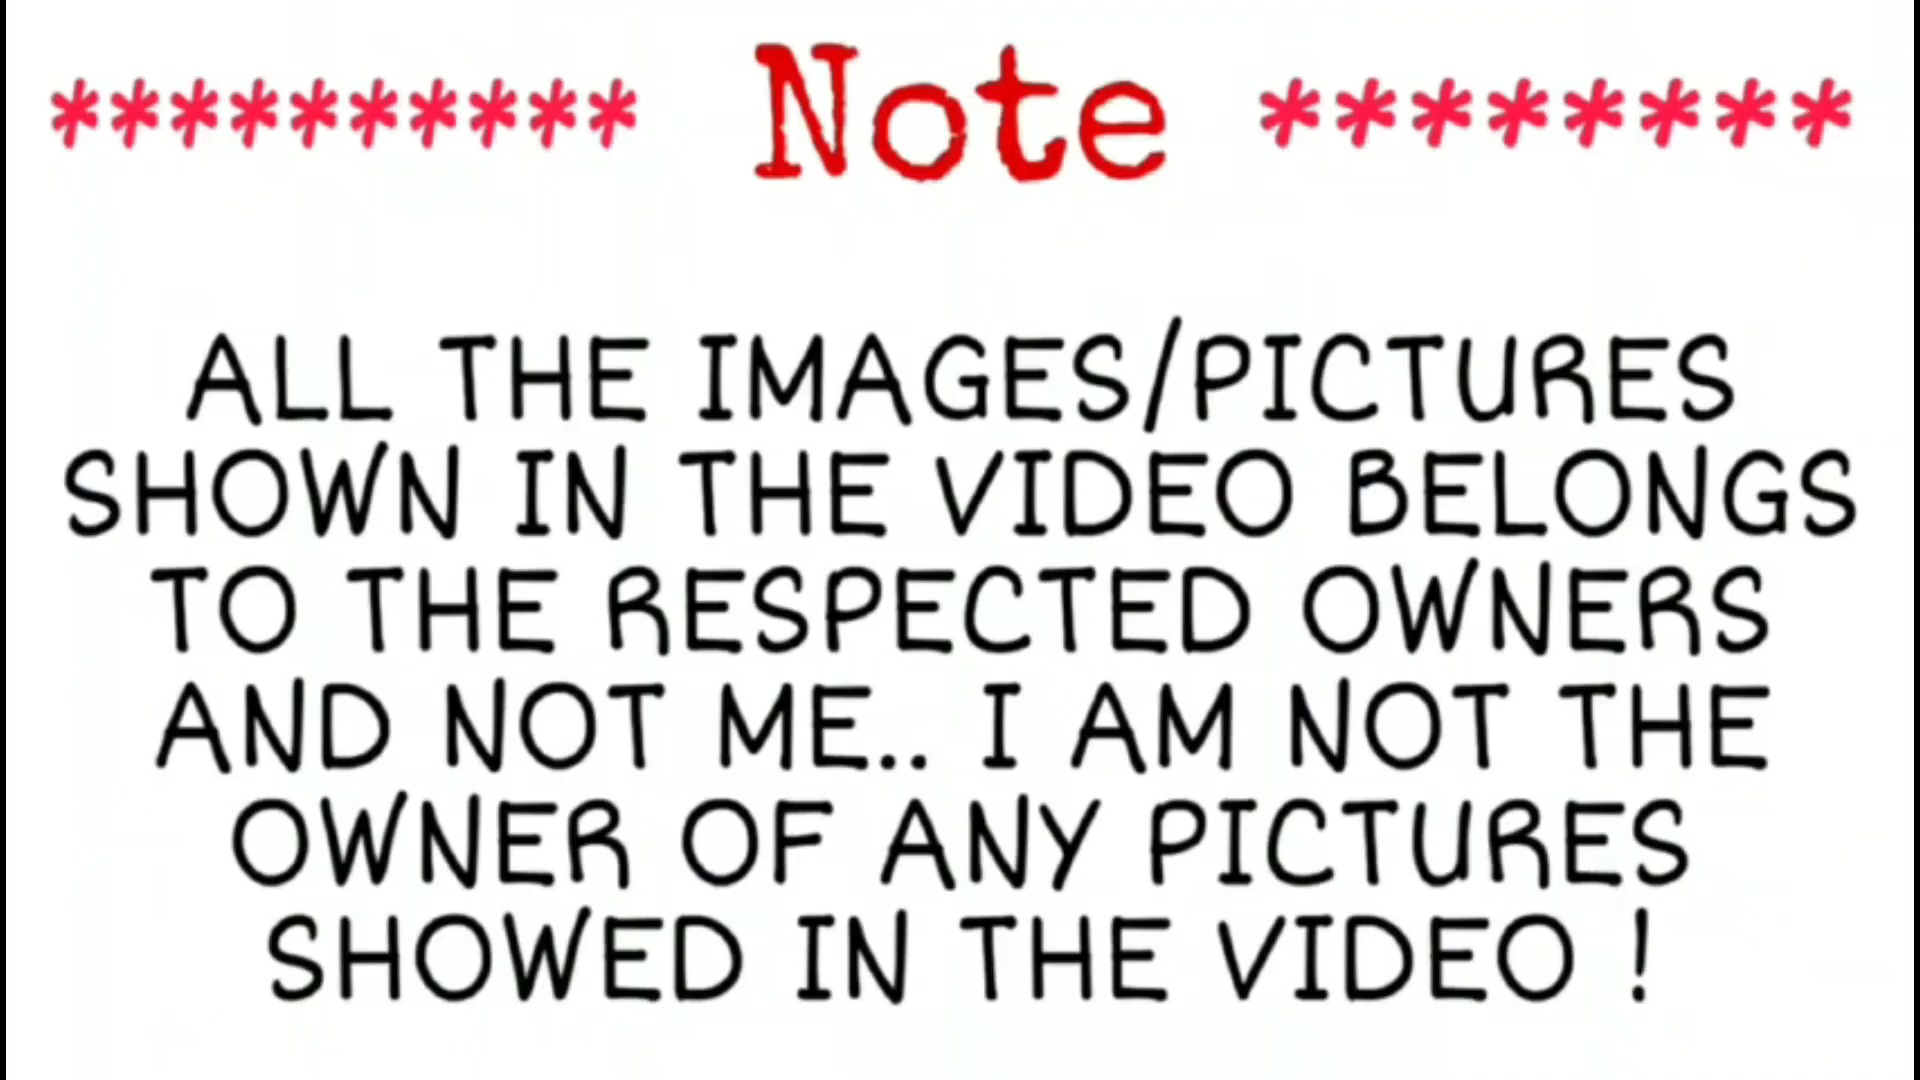 ********** Note ********
ALL THE IMAGES/PICTURES
SHOWN IN THE VIDEO BELONGS
TO THE RESPECTED OWNERS
AND NOT ME.. I AM NOT THE
OWNER OF ANY PICTURES
SHOWED IN THE VIDEO !